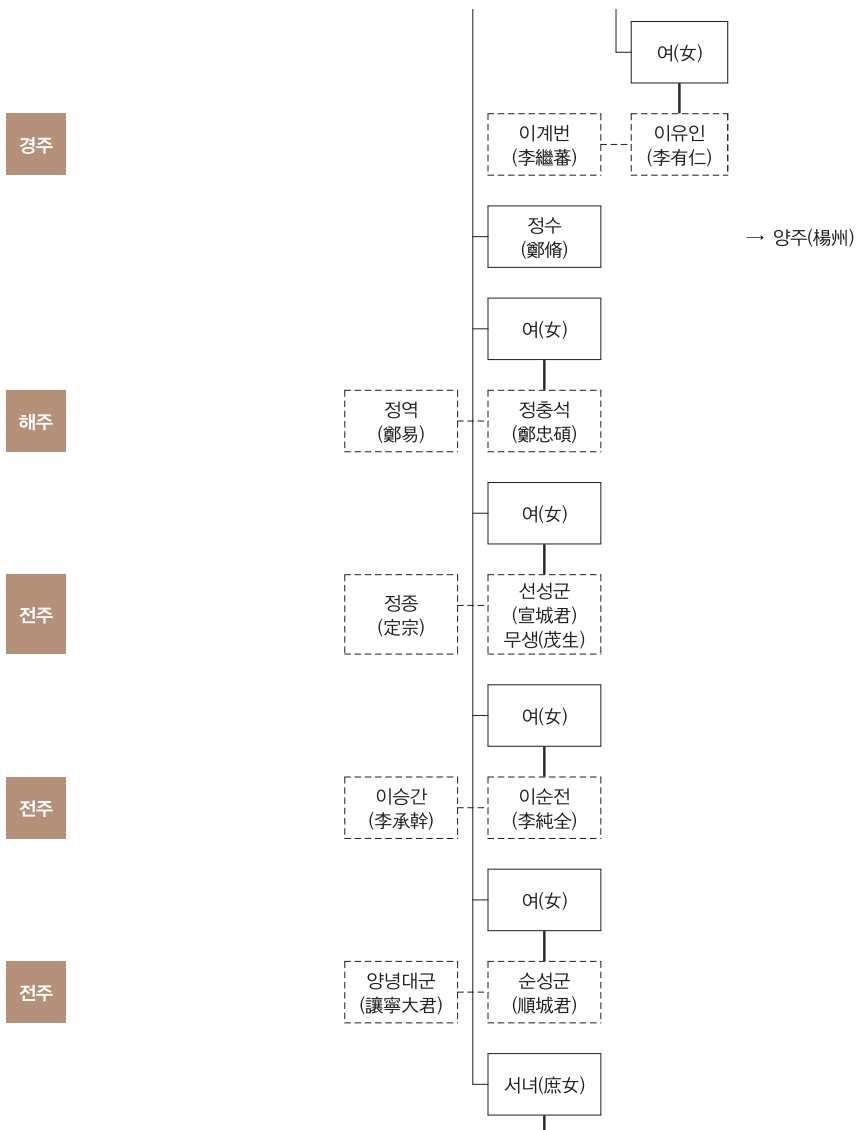 여(女)
경주
이계번
(李繼蕃)
이유인
(李有仁)
정수
(鄭脩)
→ 양주(楊州)
여(女)
해주
정역
(鄭易)
정충석
(鄭忠碩)
여(女)
전주
정종
(定宗)
선성군
(宣城君)
무생(茂生)
여(女)
전주
이승간
(李承幹)
이순전
(李純全)
여(女)
전주
양녕대군
(讓寧大君)
순성군
(順城君)
서녀(庶女)